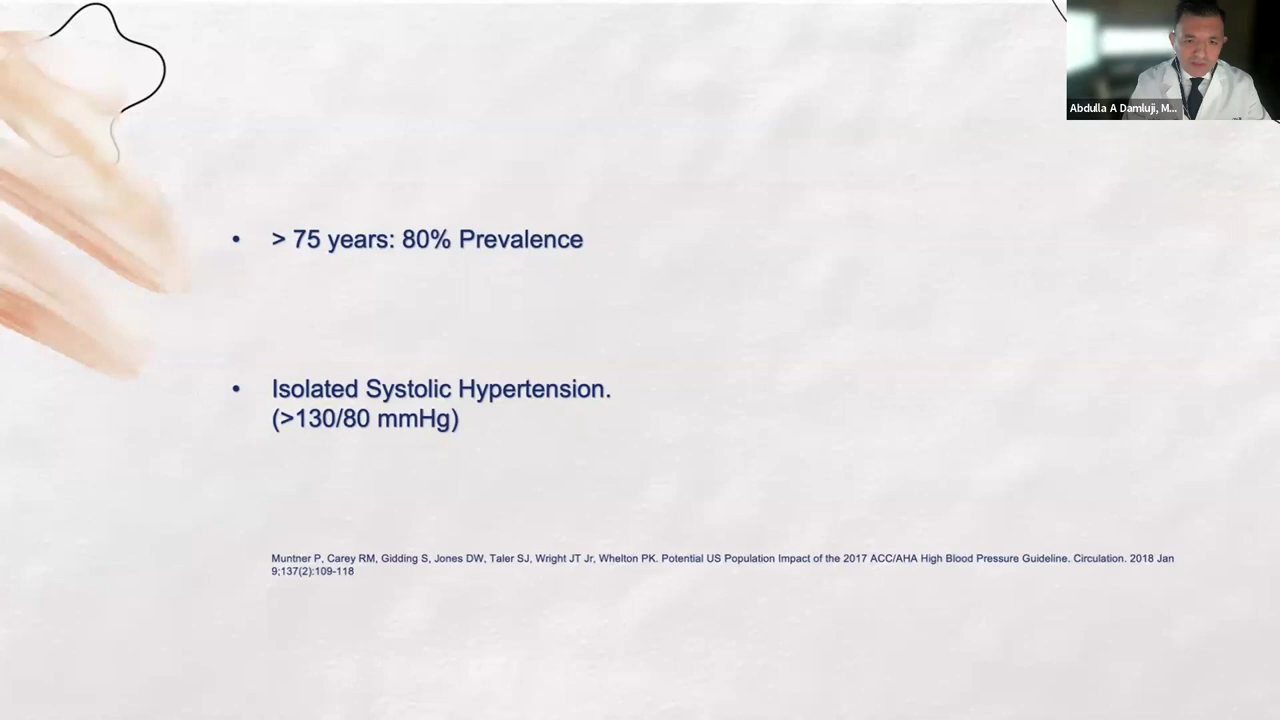 Abdulla A Damluji, M...
• > 75 years: 80% Prevalence
• Isolated Systolic Hypertension.
(>130/80 mmHg)
Muntner P, Carey RM, Gidding S, Jones DW, Taler SJ, Wright JT Jr, Whelton PK. Potential US Population Impact of the 2017 ACC/AHA High Blood Pressure Guideline. Circulation. 2018 Jan
9;137(2):109-118